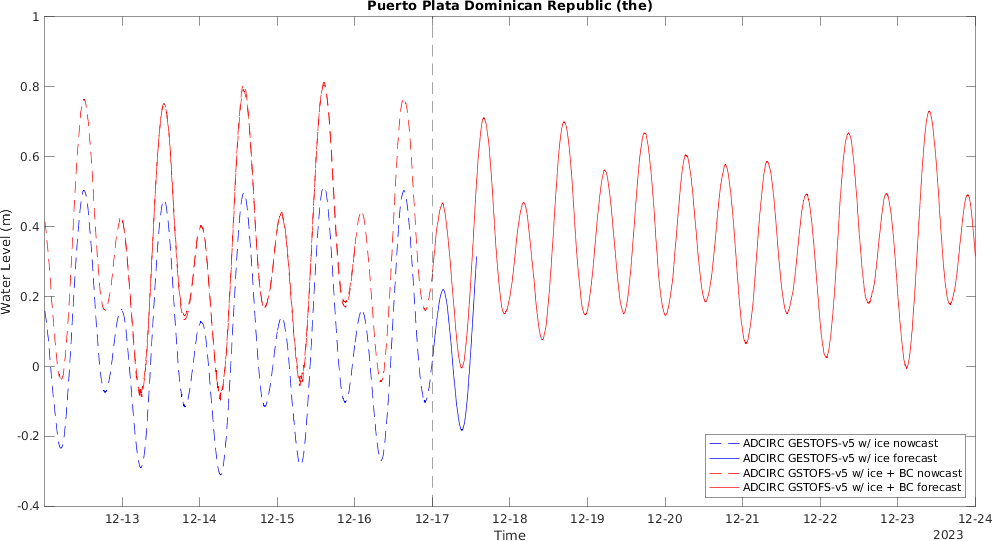 Puerto Plata Dominican Republic (the)
Water Level (m)
1
0.8
0.6
0.4
0.2
0
-0.2
-0.4
ADCIRC GESTOFS-v5 w/ ice nowcast
ADCIRC GESTOFS-v5 w/ ice forecast
ADCIRC GSTOFS-v5 w/ ice + BC nowcast
ADCIRC GSTOFS-v5 w/ ice + BC forecast
12-13 12-14 12-15 12-16 12-17 12-18 12-19 12-20 12-21 12-22 12-23 12-24
Time
2023